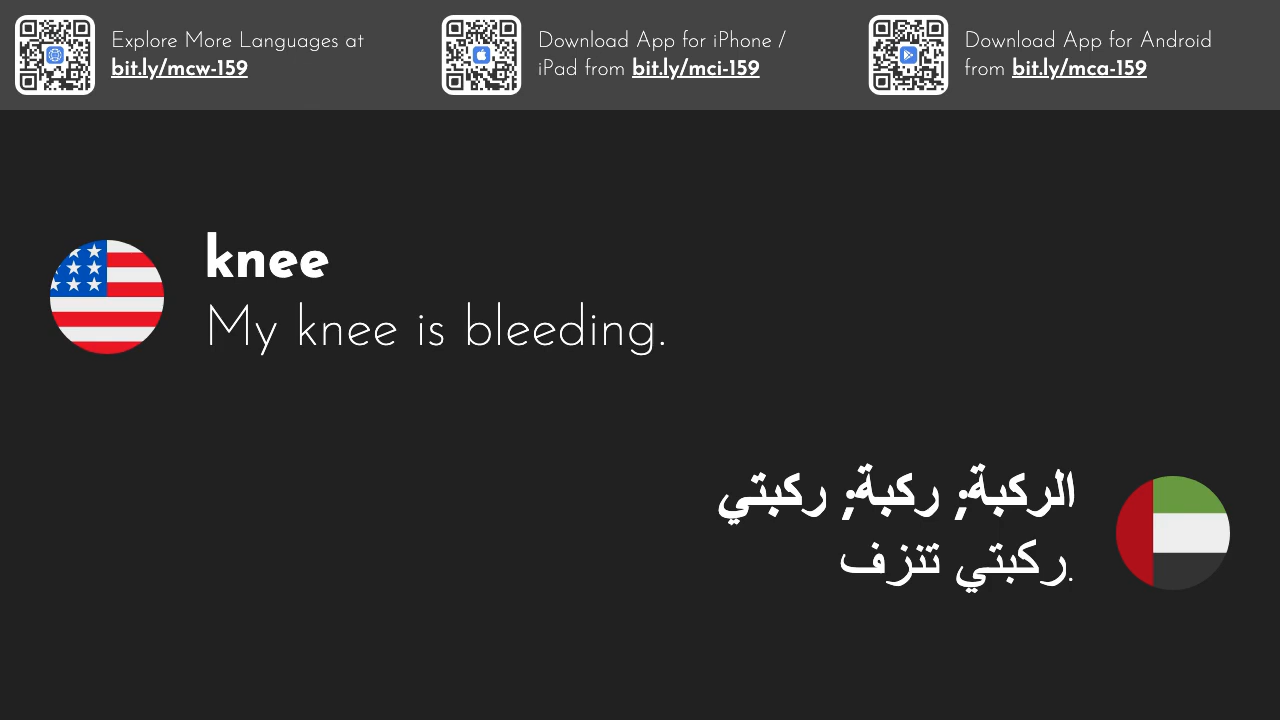 Explore More Languages at
bit.ly/mcw-159
Download App for iPhone /
iPad from bit.ly/mci-159
Download App for Android
from bit.ly/mca-159
knee
My knee is bleeding.
الركبة; ركبة; ركبتي
ركبتي تنزف.